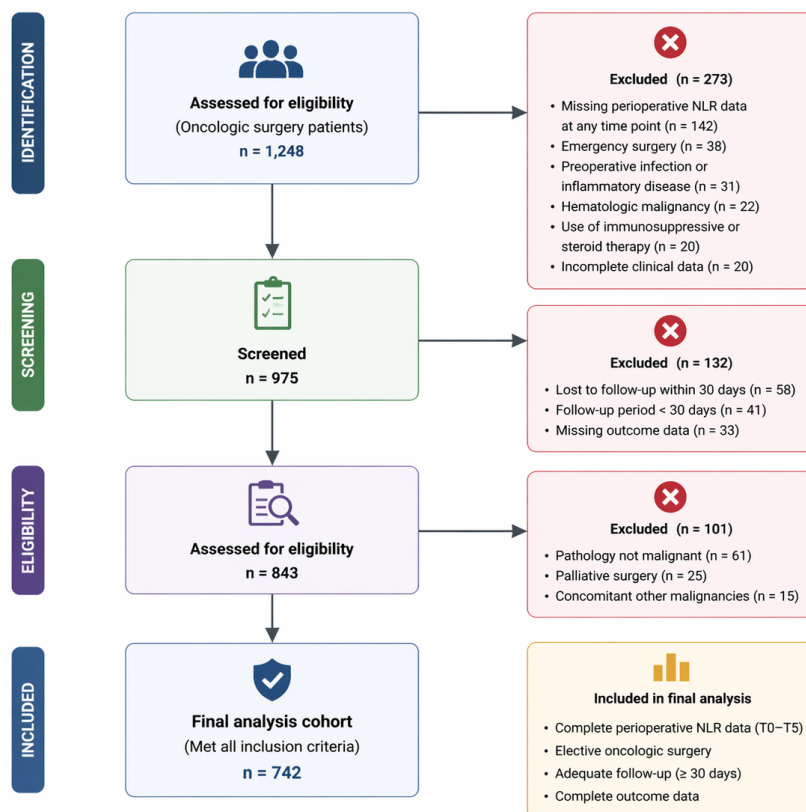 IDENTIFICATION
Assessed for eligibility
(Oncologic surgery patients)
n = 1,248
Excluded (n = 273)
• Missing perioperative NLR data
at any time point (n = 142)
• Emergency surgery (n = 38)
• Preoperative infection or
inflammatory disease (n = 31)
• Hematologic malignancy (n = 22)
• Use of immunosuppressive or
steroid therapy (n = 20)
• Incomplete clinical data (n = 20)
SCREENING
Screened
n = 975
Excluded (n = 132)
• Lost to follow-up within 30 days (n = 58)
• Follow-up period < 30 days (n = 41)
• Missing outcome data (n = 33)
ELIGIBILITY
Assessed for eligibility
n = 843
Excluded (n = 101)
• Pathology not malignant (n = 61)
• Palliative surgery (n = 25)
• Concomitant other malignancies (n = 15)
INCLUDED
Final analysis cohort
(Met all inclusion criteria)
n = 742
Included in final analysis
• Complete perioperative NLR data (T0–T5)
• Elective oncologic surgery
• Adequate follow-up (≥ 30 days)
• Complete outcome data